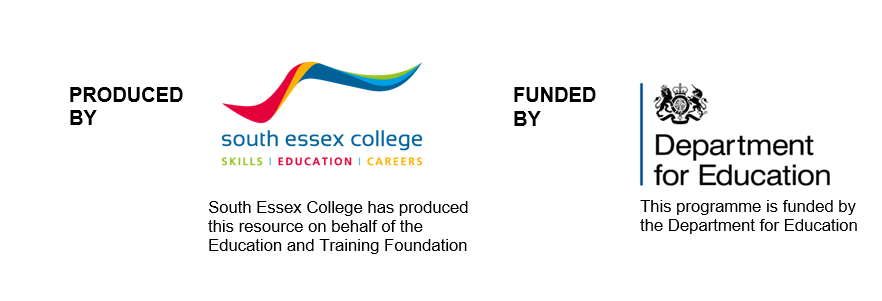 PRODUCED
BY
south essex college
SKILLS | EDUCATION | CAREERS
South Essex College has produced
this resource on behalf of the
Education and Training Foundation
FUNDED
BY
Department
for Education
This programme is funded by
the Department for Education